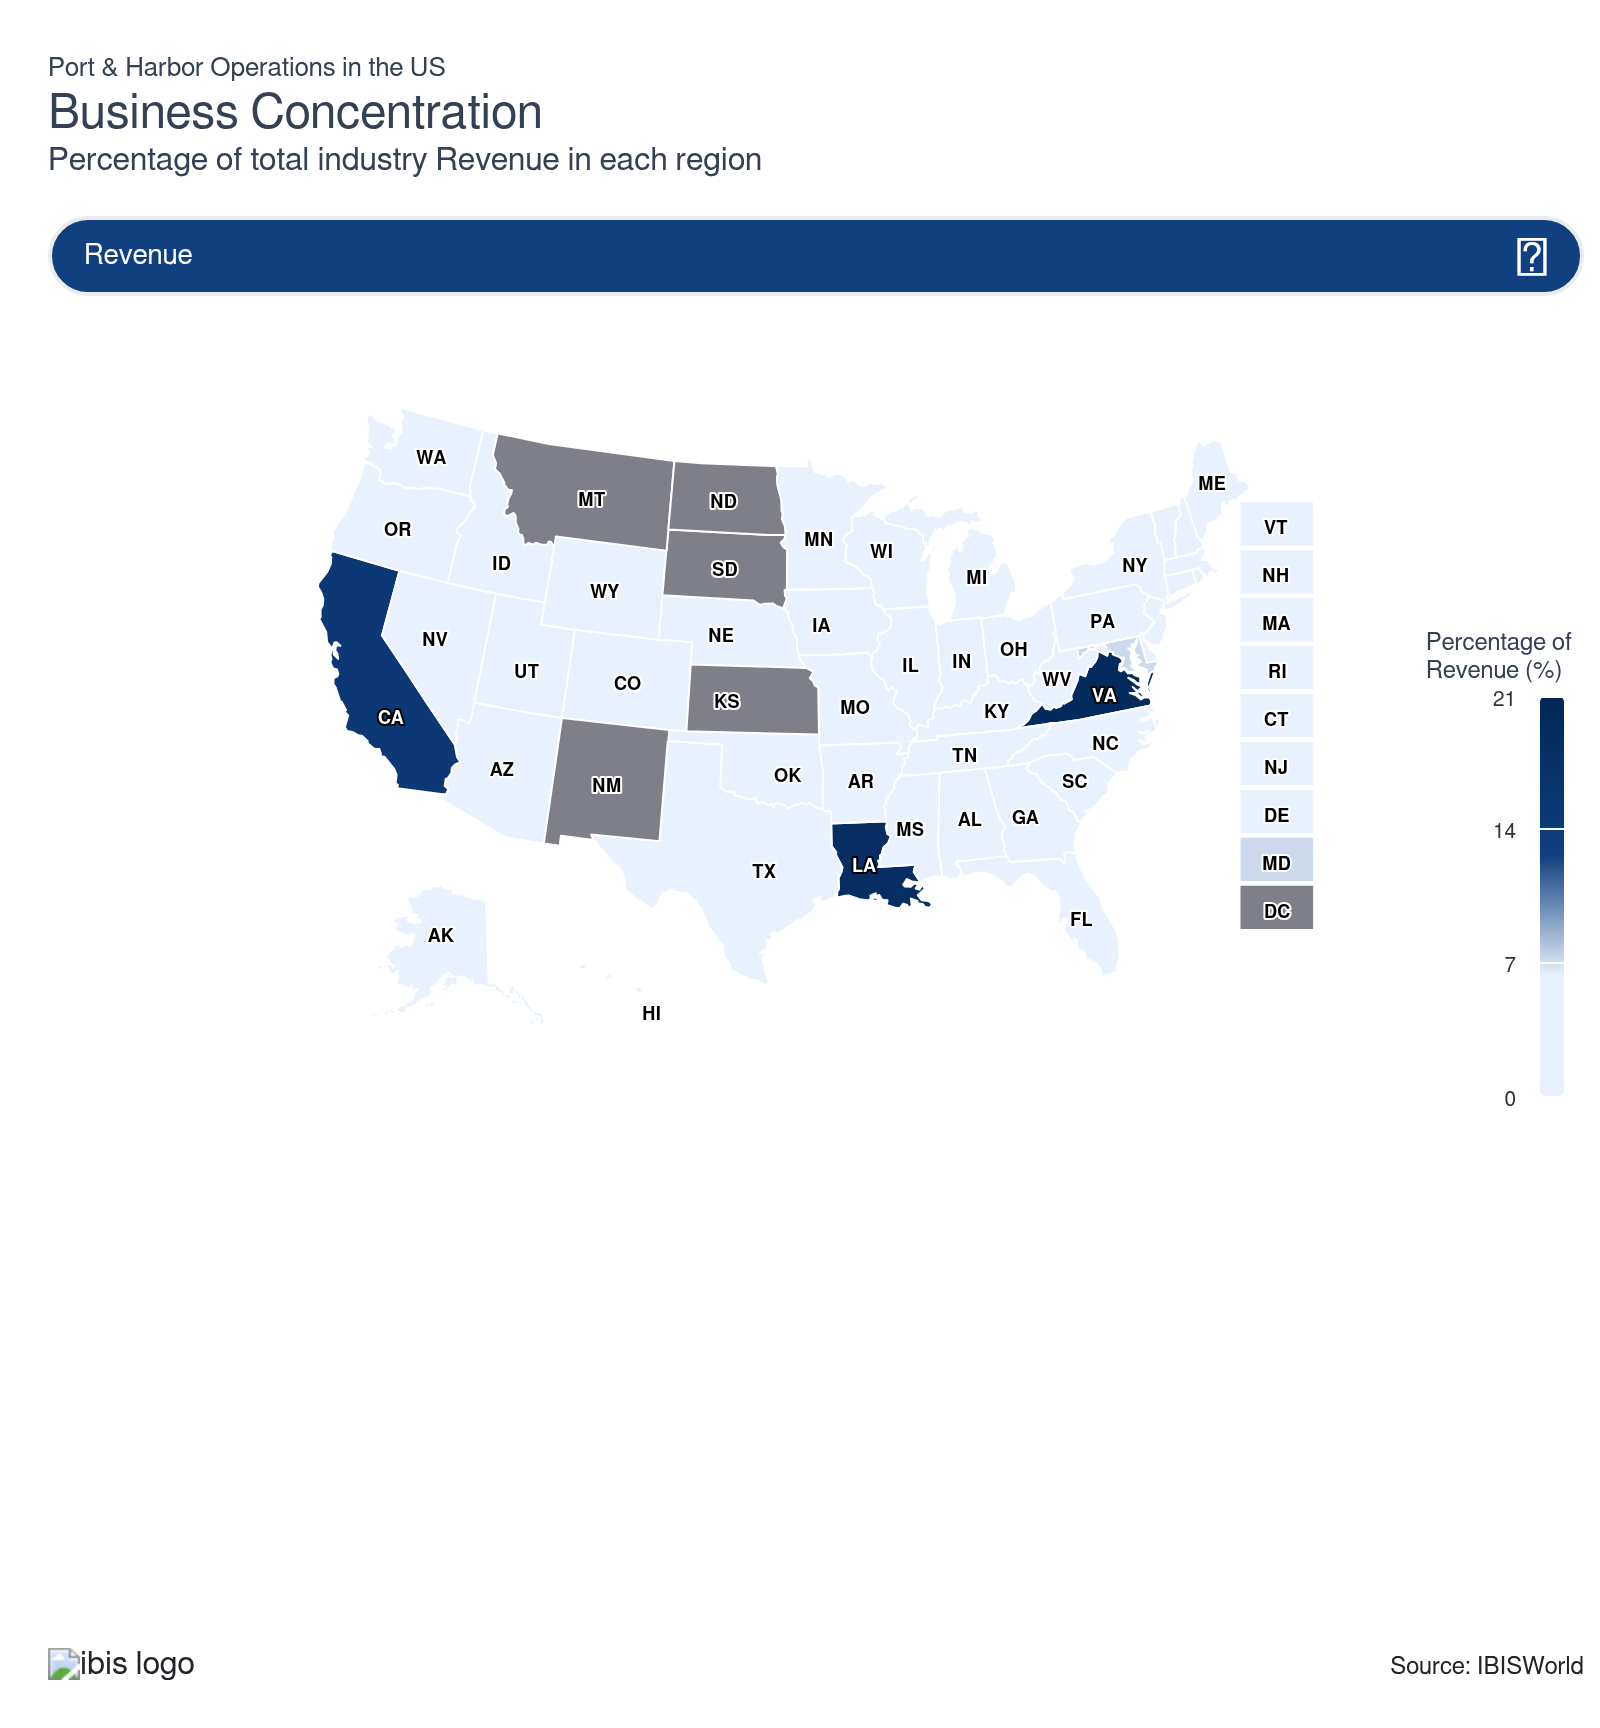 Port & Harbor Operations in the US
Business Concentration
Percentage of total industry Revenue in each region
Revenue
WA
MT
ND
ME
OR
MN
VT
ID
SD
WI
NY
NH
WY
MI
MA
NV
NE
IA
PA
OH
UT
CO
IL
IN
WV
RI
Percentage of
Revenue (%)
CA
KS
MO
KY
VA
CT
21
AZ
NM
OK
AR
TN
NC
NJ
SC
MS
AL
GA
DE
14
TX
LA
MD
FL
DC
AK
7
HI
0
ibis logo
Source: IBISWorld